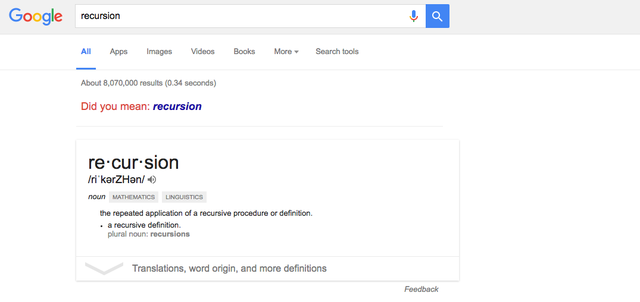 Google recursion
All Apps Images Videos Books More Search tools
About 8,070,000 results (0.34 seconds)
Did you mean: recursion
re·cur·sion
/riˈkərZHən/
noun MATHEMATICS LINGUISTICS
the repeated application of a recursive procedure or definition.
• a recursive definition.
plural noun: recursions
Translations, word origin, and more definitions
Feedback